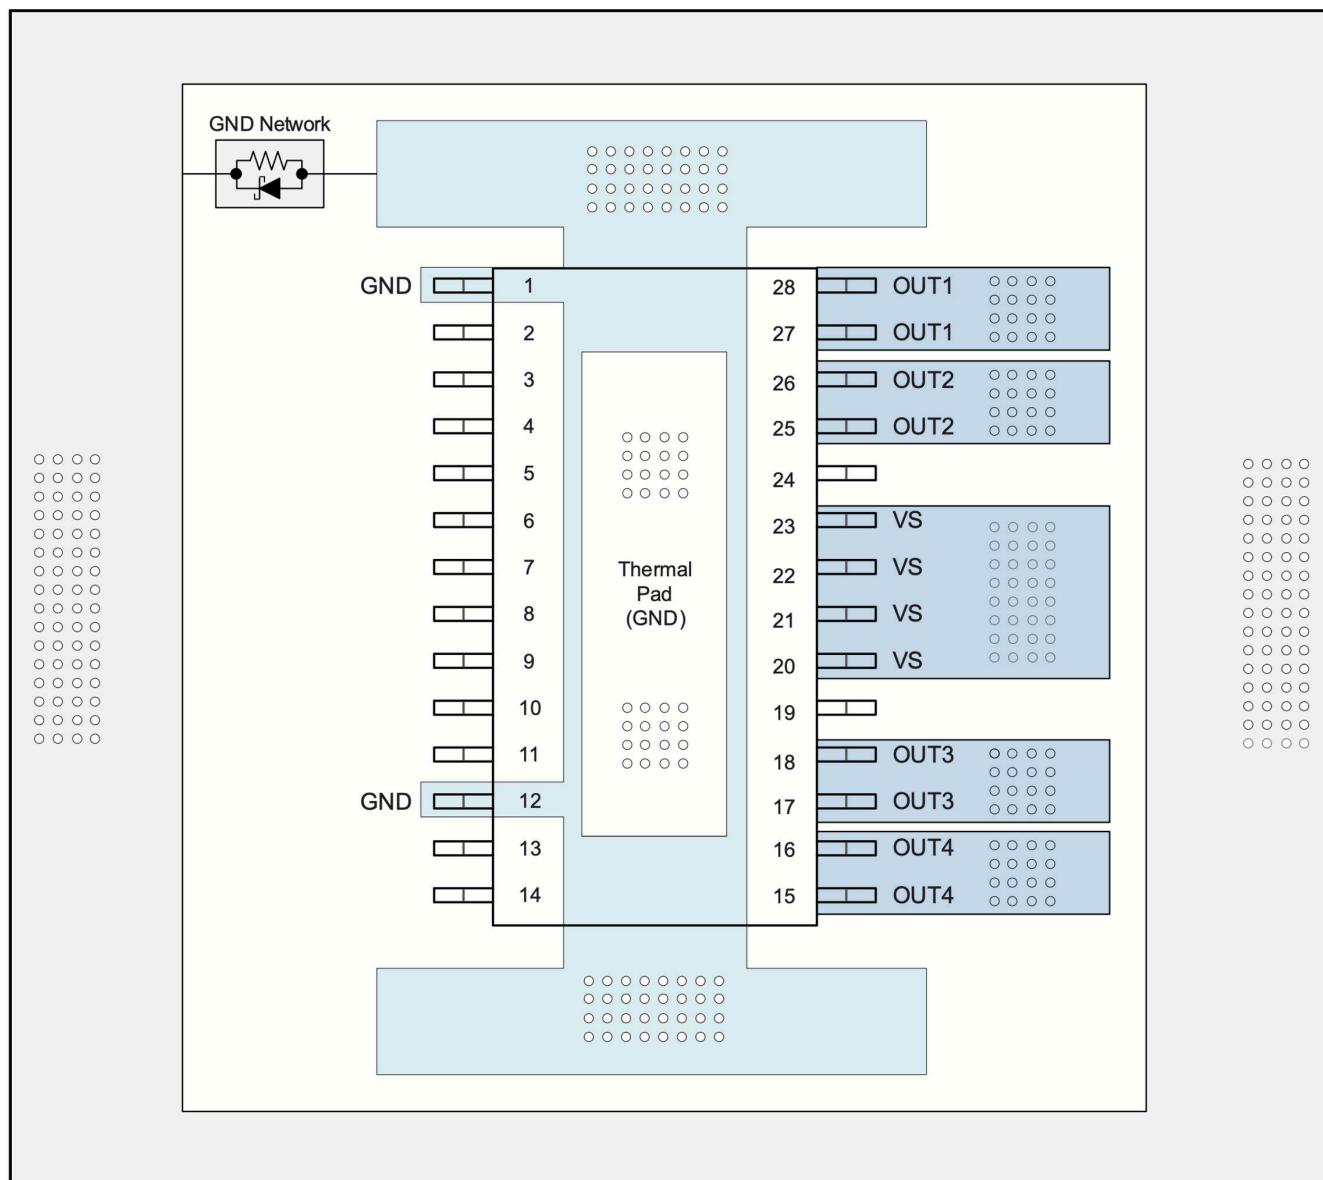 GND Network
GND 1 28 OUT1
2 27 OUT1
3 26 OUT2
4 25 OUT2
5 24
6 23 VS
7 22 VS
8 21 VS
9 20 VS
10 19
11 18 OUT3
GND 12 17 OUT3
13 16 OUT4
14 15 OUT4
Thermal
Pad
(GND)